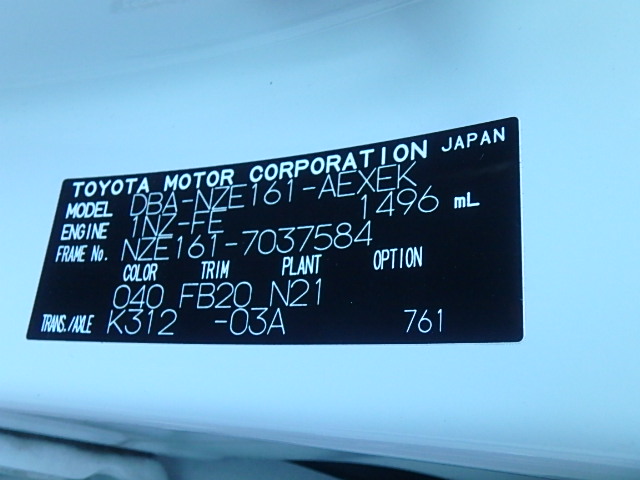 TOYOTA MOTOR CORPORATION JAPAN
MODEL DBA-NZE161-AEXEK
ENGINE 1NZ-FE 1496 mL
FRAME No. NZE161-7037584
COLOR TRIM PLANT OPTION
040 FB20 N21
TRANS./AXLE K312 -03A 761